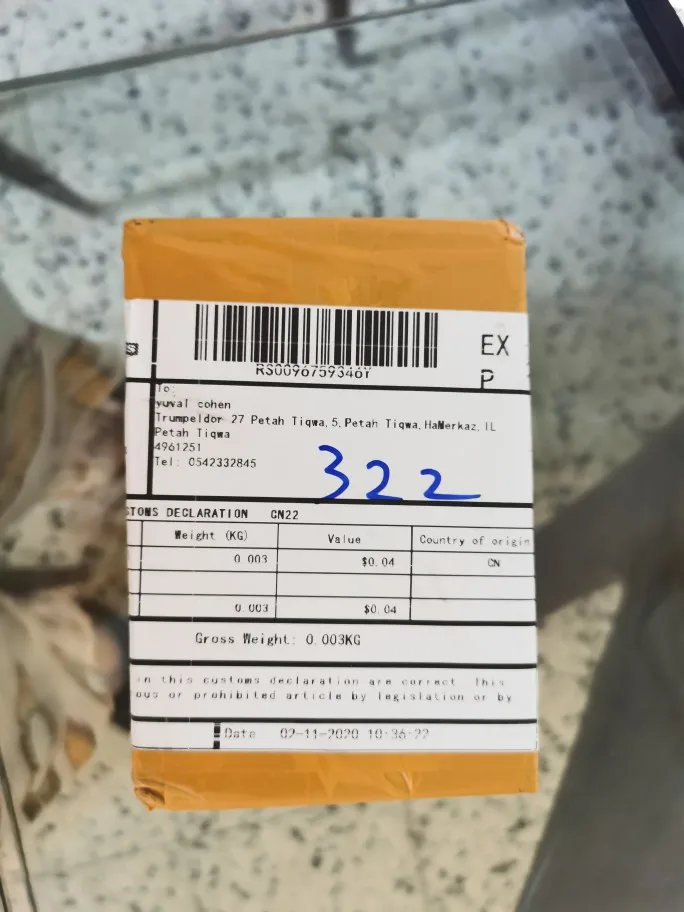 RS009675934​6Y
EX
P
To:
yuval cohen
Trumpeldor 27 Petah Tiqwa, 5, Petah Tiqwa, HaMerkaz, IL
Petah Tiqwa
4961251
Tel: 0542332845
322
STOMS DECLARATION CN22
Weight (KG) Value Country of origin
0.003 $0.04 CN
0.003 $0.04
Gross Weight: 0.003KG
in this customs declaration are correct. This
ous or prohibited article by legislation or by
Date 02-11-2020 10:36:22